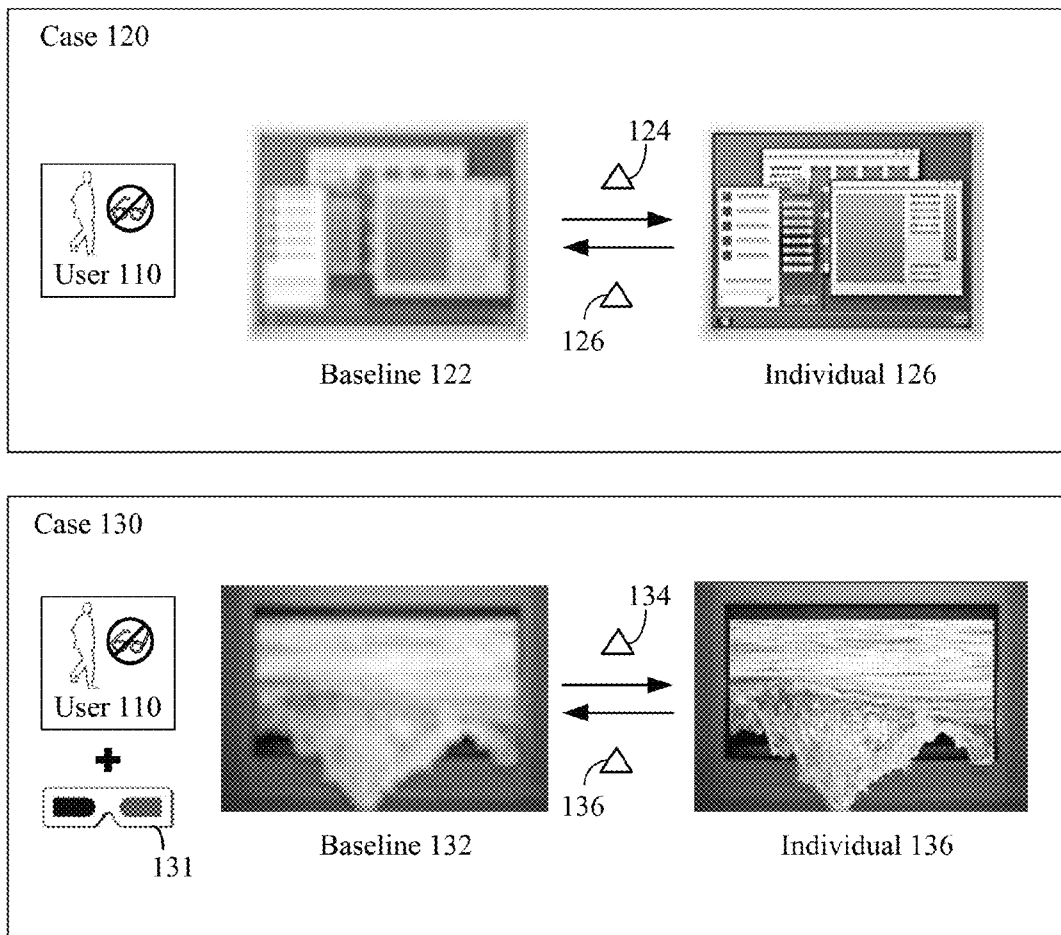 Case 120
124
User 110
126
Baseline 122
Individual 126
Case 130
134
User 110
136
131
Baseline 132
Individual 136